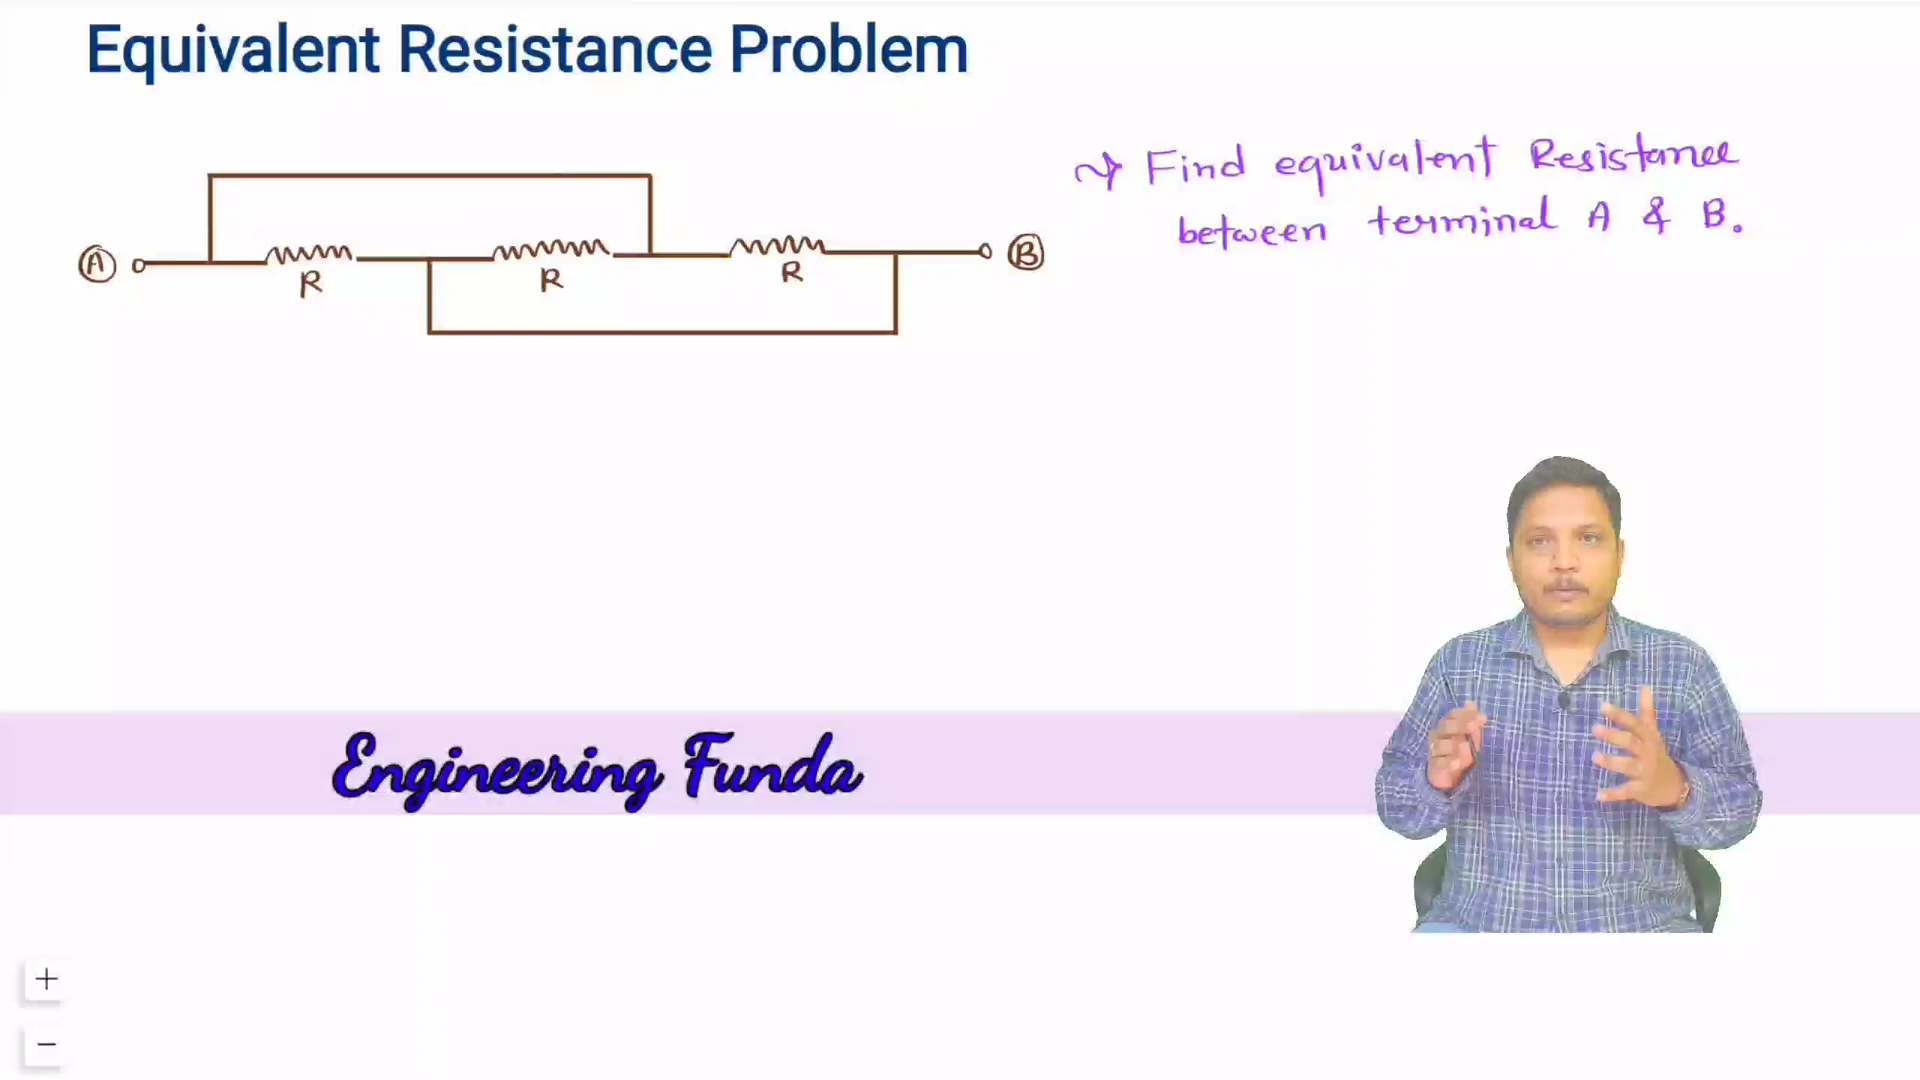 Equivalent Resistance Problem
Find equivalent Resistance
between terminal A & B.
A R R R B
Engineering Funda
+
−